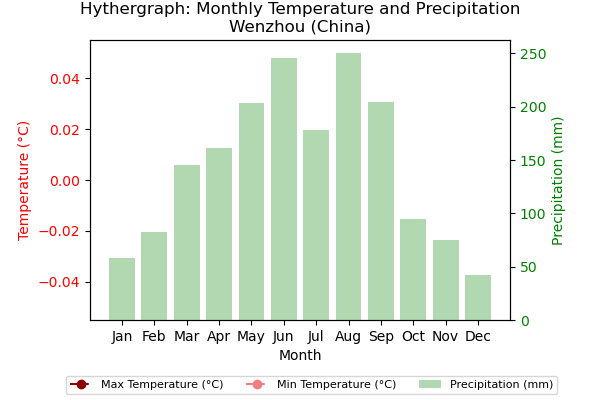 Hythergraph: Monthly Temperature and Precipitation
Wenzhou (China)
0.04
0.02
0.00
−0.02
−0.04
Temperature (°C)
250
200
150
100
50
0
Precipitation (mm)
Jan Feb Mar Apr May Jun Jul Aug Sep Oct Nov Dec
Month
Max Temperature (°C) Min Temperature (°C) Precipitation (mm)